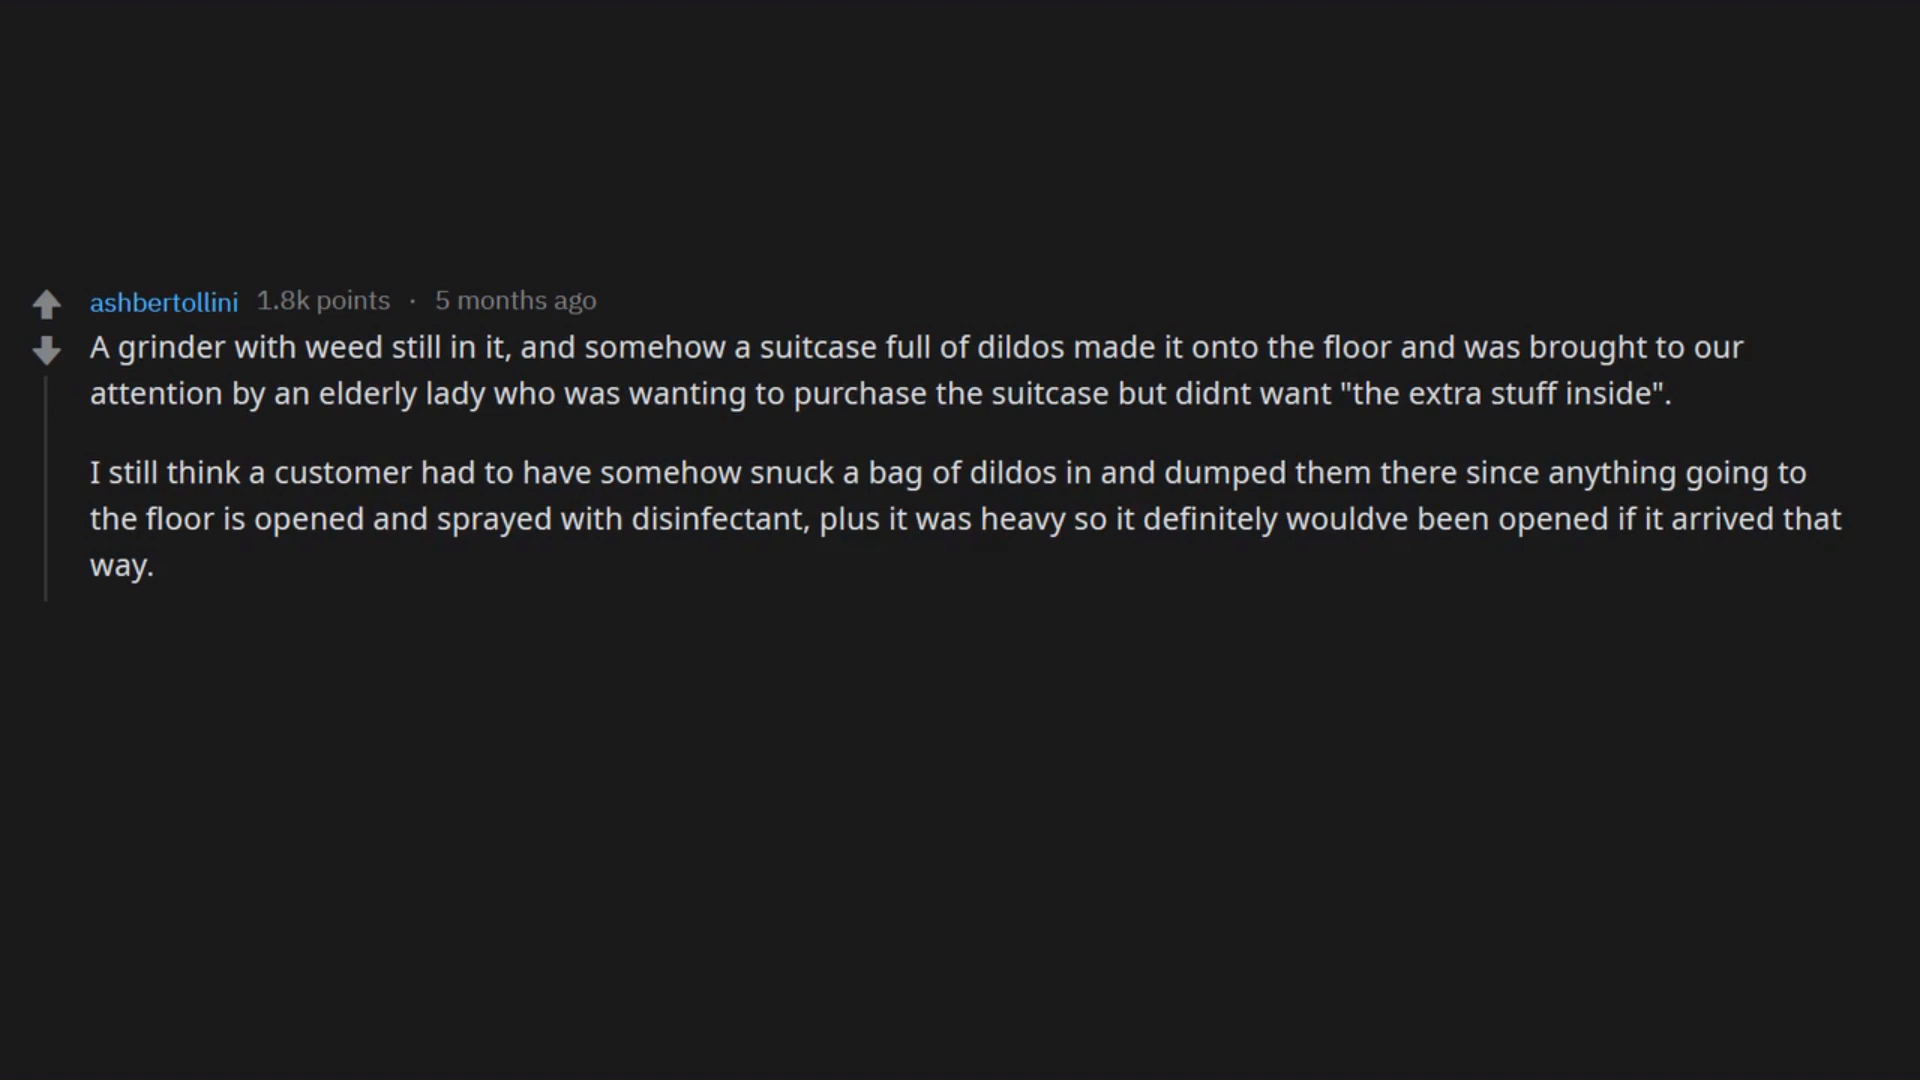 ashbertollini 1.8k points · 5 months ago
A grinder with weed still in it, and somehow a suitcase full of dildos made it onto the floor and was brought to our
attention by an elderly lady who was wanting to purchase the suitcase but didnt want "the extra stuff inside".
I still think a customer had to have somehow snuck a bag of dildos in and dumped them there since anything going to
the floor is opened and sprayed with disinfectant, plus it was heavy so it definitely wouldve been opened if it arrived that
way.